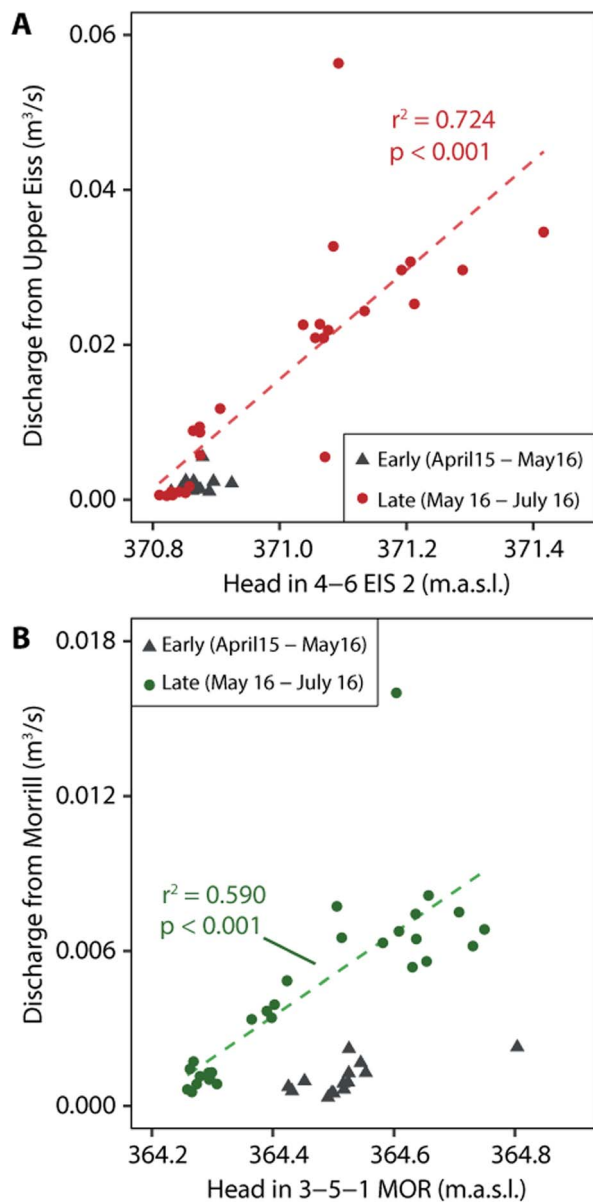 A
Discharge from Upper Eiss (m³/s)
0.06
0.04
0.02
0.00
r² = 0.724
p < 0.001
Early (April15 – May16)
Late (May 16 – July 16)
370.8 371.0 371.2 371.4
Head in 4–6 EIS 2 (m.a.s.l.)
B
Discharge from Morrill (m³/s)
0.018
0.012
0.006
0.000
Early (April15 – May16)
Late (May 16 – July 16)
r² = 0.590
p < 0.001
364.2 364.4 364.6 364.8
Head in 3–5–1 MOR (m.a.s.l.)